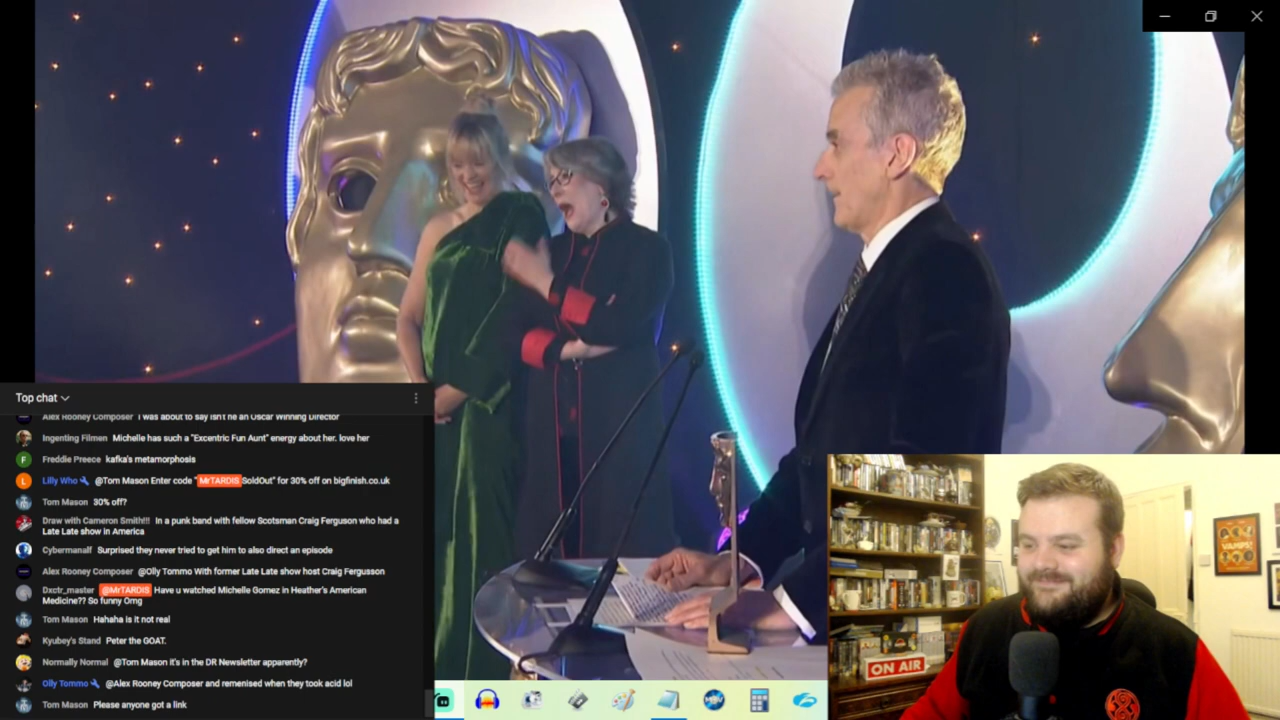 Top chat
Alex Rooney Composer I was about to say isn't he an Oscar Winning Director
Ingenting Filmen Michelle has such a "Excentric Fun Aunt" energy about her. love her
F Freddie Preece kafka's metamorphosis
L Lilly Who @Tom Mason Enter code "MrTARDISSoldOut" for 30% off on bigfinish.co.uk
Tom Mason 30% off?
Draw with Cameron Smith!!! In a punk band with fellow Scotsman Craig Ferguson who had a
Late Late show in America
Cybermanalf Surprised they never tried to get him to also direct an episode
Alex Rooney Composer @Olly Tommo With former Late Late show host Craig Fergusson
Dxctr_master @MrTARDIS Have u watched Michelle Gomez in Heather's American
Medicine?? So funny Omg
Tom Mason Hahaha is it not real
Kyubey's Stand Peter the GOAT.
Normally Normal @Tom Mason it's in the DR Newsletter apparently?
Olly Tommo @Alex Rooney Composer and remenised when they took acid lol
Tom Mason Please anyone got a link
ON AIR